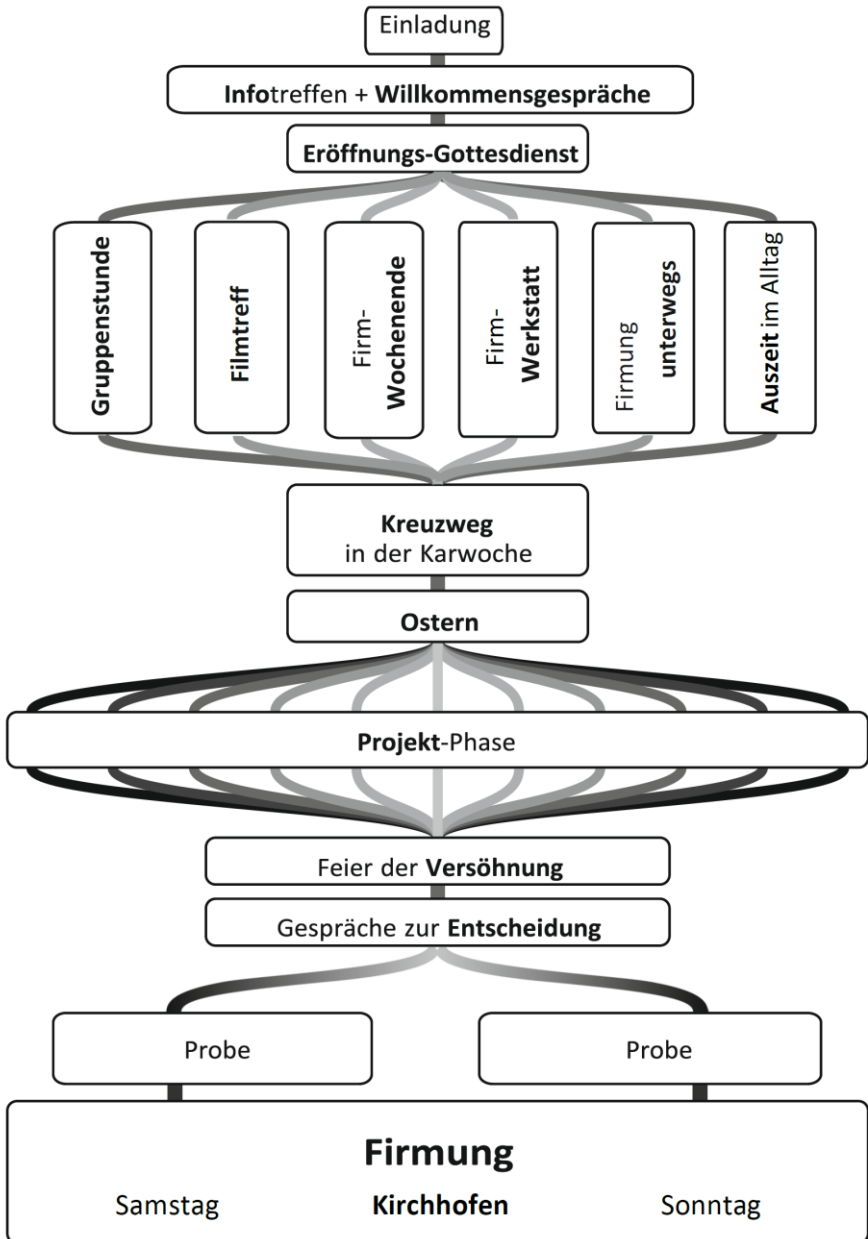 Einladung
Infotreffen + Willkommensgespräche
Eröffnungs-Gottesdienst
Gruppenstunde
Filmtreff
Firm-
Wochenende
Firm-
Werkstatt
Firmung
unterwegs
Auszeit im Alltag
Kreuzweg
in der Karwoche
Ostern
Projekt-Phase
Feier der Versöhnung
Gespräche zur Entscheidung
Probe
Probe
Firmung
Samstag Kirchhofen Sonntag